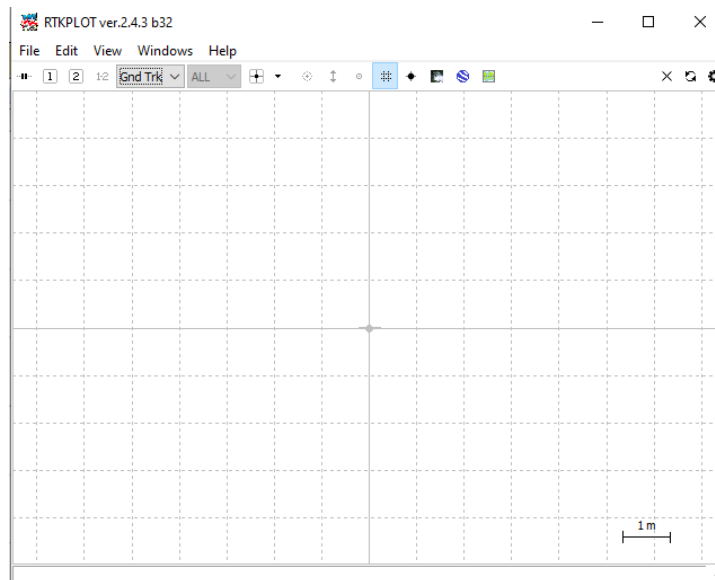 RTKPLOT ver.2.4.3 b32
File Edit View Windows Help
1 2 1-2 Gnd Trk ALL
1 m